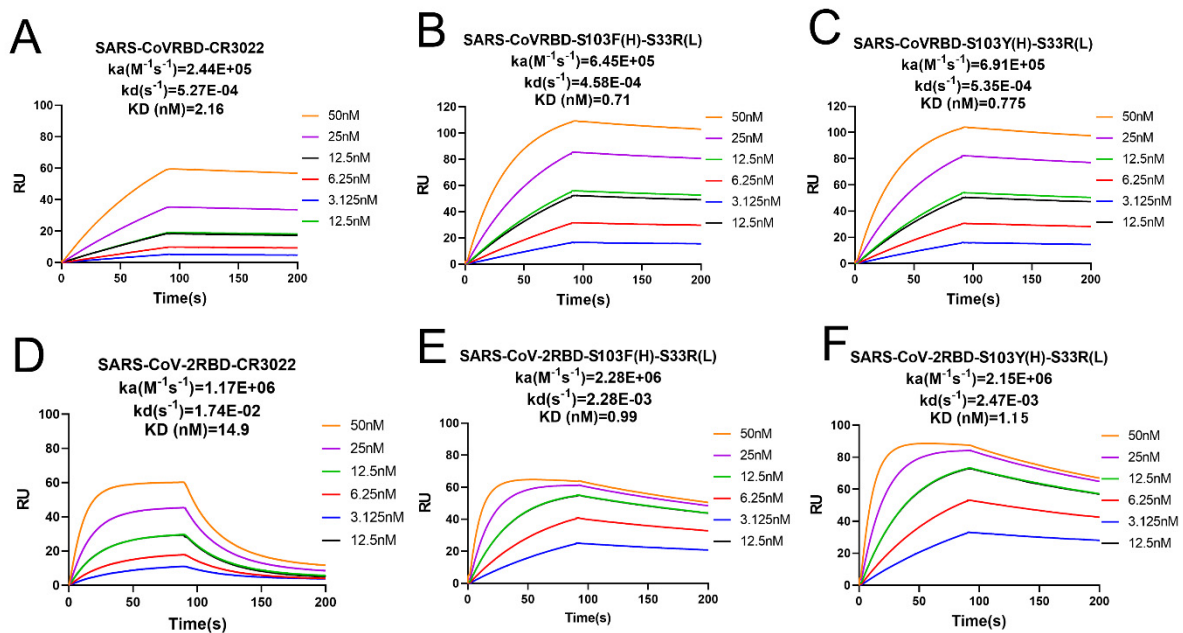 A
SARS-CoVRBD-CR3022
ka(M⁻¹s⁻¹)=2.44E+05
kd(s⁻¹)=5.27E-04
KD (nM)=2.16
100
80
60
40
20
0
RU
0 50 100 150 200
Time(s)
50nM
25nM
12.5nM
6.25nM
3.125nM
12.5nM
B
SARS-CoVRBD-S103F(H)-S33R(L)
ka(M⁻¹s⁻¹)=6.45E+05
kd(s⁻¹)=4.58E-04
KD (nM)=0.71
120
100
80
60
40
20
0
RU
0 50 100 150 200
Time(s)
50nM
25nM
12.5nM
6.25nM
3.125nM
12.5nM
C
SARS-CoVRBD-S103Y(H)-S33R(L)
ka(M⁻¹s⁻¹)=6.91E+05
kd(s⁻¹)=5.35E-04
KD (nM)=0.775
120
100
80
60
40
20
0
RU
0 50 100 150 200
Time(s)
50nM
25nM
12.5nM
6.25nM
3.125nM
12.5nM
D
SARS-CoV-2RBD-CR3022
ka(M⁻¹s⁻¹)=1.17E+06
kd(s⁻¹)=1.74E-02
KD (nM)=14.9
100
80
60
40
20
0
RU
0 50 100 150 200
Time(s)
50nM
25nM
12.5nM
6.25nM
3.125nM
12.5nM
E
SARS-CoV-2RBD-S103F(H)-S33R(L)
ka(M⁻¹s⁻¹)=2.28E+06
kd(s⁻¹)=2.28E-03
KD (nM)=0.99
100
80
60
40
20
0
RU
0 50 100 150 200
Time(s)
50nM
25nM
12.5nM
6.25nM
3.125nM
12.5nM
F
SARS-CoV-2RBD-S103Y(H)-S33R(L)
ka(M⁻¹s⁻¹)=2.15E+06
kd(s⁻¹)=2.47E-03
KD (nM)=1.15
100
80
60
40
20
0
RU
0 50 100 150 200
Time(s)
50nM
25nM
12.5nM
6.25nM
3.125nM
12.5nM